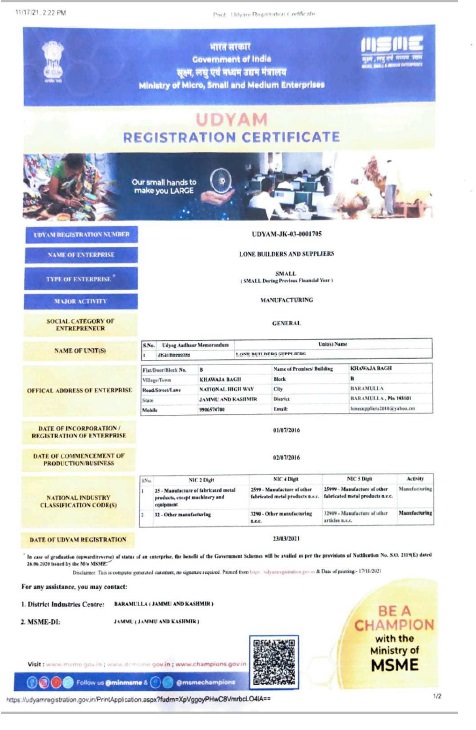 11/17/21, 2:22 PM
Print : Udyam Registration Certificate
भारत सरकार
Government of India
सूक्ष्म, लघु एवं मध्यम उद्यम मंत्रालय
Ministry of Micro, Small and Medium Enterprises
MSME
सूक्ष्म, लघु एवं मध्यम उद्यम
MICRO, SMALL & MEDIUM ENTERPRISES
UDYAM
REGISTRATION CERTIFICATE
Our small hands to
make you LARGE
UDYAM REGISTRATION NUMBER
UDYAM-JK-03-0001705
NAME OF ENTERPRISE
LONE BUILDERS AND SUPPLIERS
TYPE OF ENTERPRISE *
SMALL
( SMALL During Previous Financial Year )
MAJOR ACTIVITY
MANUFACTURING
SOCIAL CATEGORY OF
ENTREPRENEUR
GENERAL
NAME OF UNIT(S)
S.No. Udyog Aadhaar Memorandum Unit(s) Name
1 LONE BUILDERS SUPPLIERS
OFFICAL ADDRESS OF ENTERPRISE
Flat/Door/Block No. B Name of Premises/ Building KHAWAJA BAGH
Village/Town KHAWAJA BAGH Block B
Road/Street/Lane NATIONAL HIGH WAY City BARAMULLA
State JAMMU AND KASHMIR District BARAMULLA , Pin 193101
Mobile 9906574700 Email:
DATE OF INCORPORATION /
REGISTRATION OF ENTERPRISE
01/07/2016
DATE OF COMMENCEMENT OF
PRODUCTION/BUSINESS
02/07/2016
NATIONAL INDUSTRY
CLASSIFICATION CODE(S)
SNo. NIC 2 Digit NIC 4 Digit NIC 5 Digit Activity
1 25 - Manufacture of fabricated metal products, except machinery and equipment 2599 - Manufacture of other fabricated metal products n.e.c. 25999 - Manufacture of other fabricated metal products n.e.c. Manufacturing
2 32 - Other manufacturing 3290 - Other manufacturing n.e.c. 32909 - Manufacture of other articles n.e.c. Manufacturing
DATE OF UDYAM REGISTRATION
23/03/2021
* In case of graduation (upward/reverse) of status of an enterprise, the benefit of the Government Schemes will be availed as per the provisions of Notification No. S.O. 2119(E) dated
26.06.2020 issued by the M/o MSME.
Disclaimer: This is computer generated statement, no signature required. Printed from https://udyamregistration.gov.in & Date of printing:- 17/11/2021
For any assistance, you may contact:
1. District Industries Centre: BARAMULLA ( JAMMU AND KASHMIR )
2. MSME-DI: JAMMU ( JAMMU AND KASHMIR )
BE A
CHAMPION
with the
Ministry of
MSME
Visit : www.msme.gov.in ; www.dcmsme.gov.in ; www.champions.gov.in
Follow us @minmsme & @msmechampions
https://udyamregistration.gov.in/PrintApplication.aspx?fudm=XpVggoyPHwC8VmrbcLO4IA==
1/2